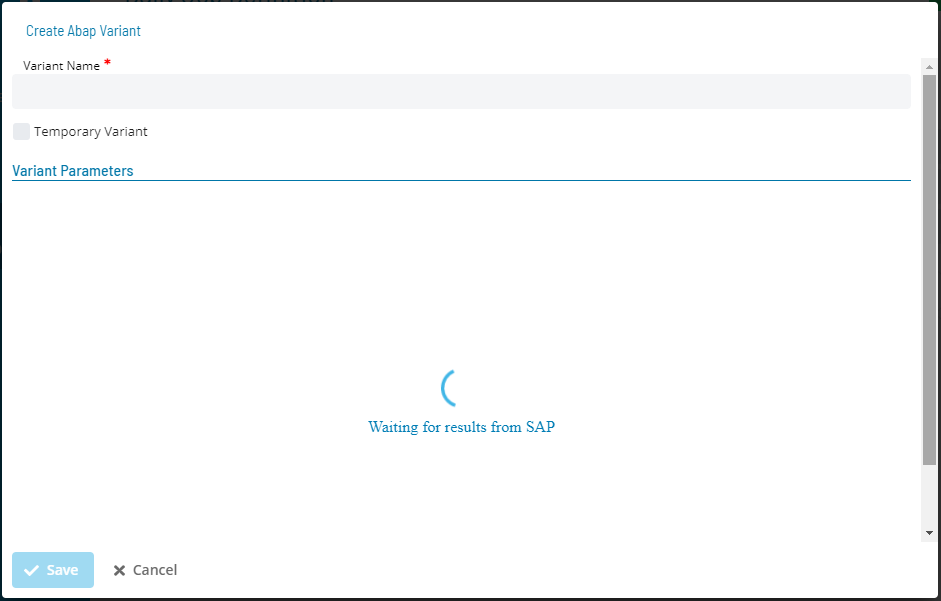 Create Abap Variant
Variant Name *
Temporary Variant
Variant Parameters
Waiting for results from SAP
Save
Cancel